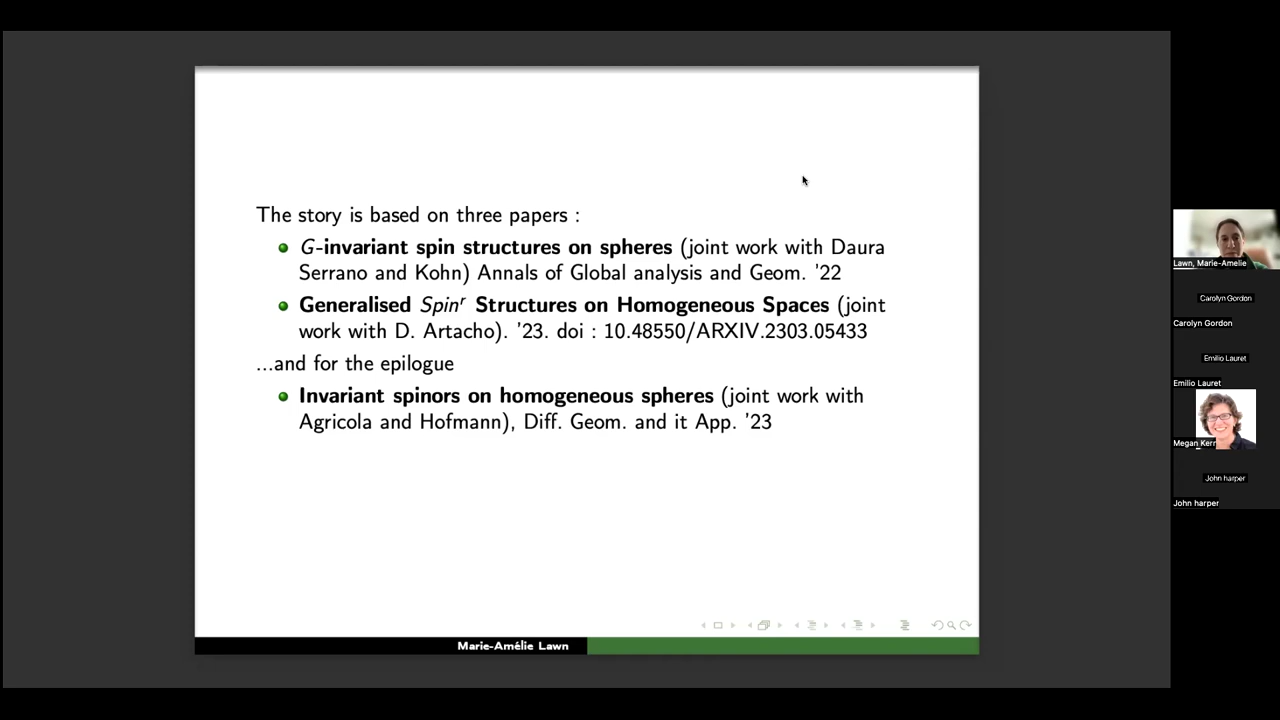 The story is based on three papers :
G-invariant spin structures on spheres (joint work with Daura
Serrano and Kohn) Annals of Global analysis and Geom. '22
Generalised Spinʳ Structures on Homogeneous Spaces (joint
work with D. Artacho). '23. doi : 10.48550/ARXIV.2303.05433
...and for the epilogue
Invariant spinors on homogeneous spheres (joint work with
Agricola and Hofmann), Diff. Geom. and it App. '23
Marie-Amélie Lawn
Lawn, Marie-Amelie
Carolyn Gordon
Carolyn Gordon
Emilio Lauret
Emilio Lauret
Megan Kerr
John harper
John harper